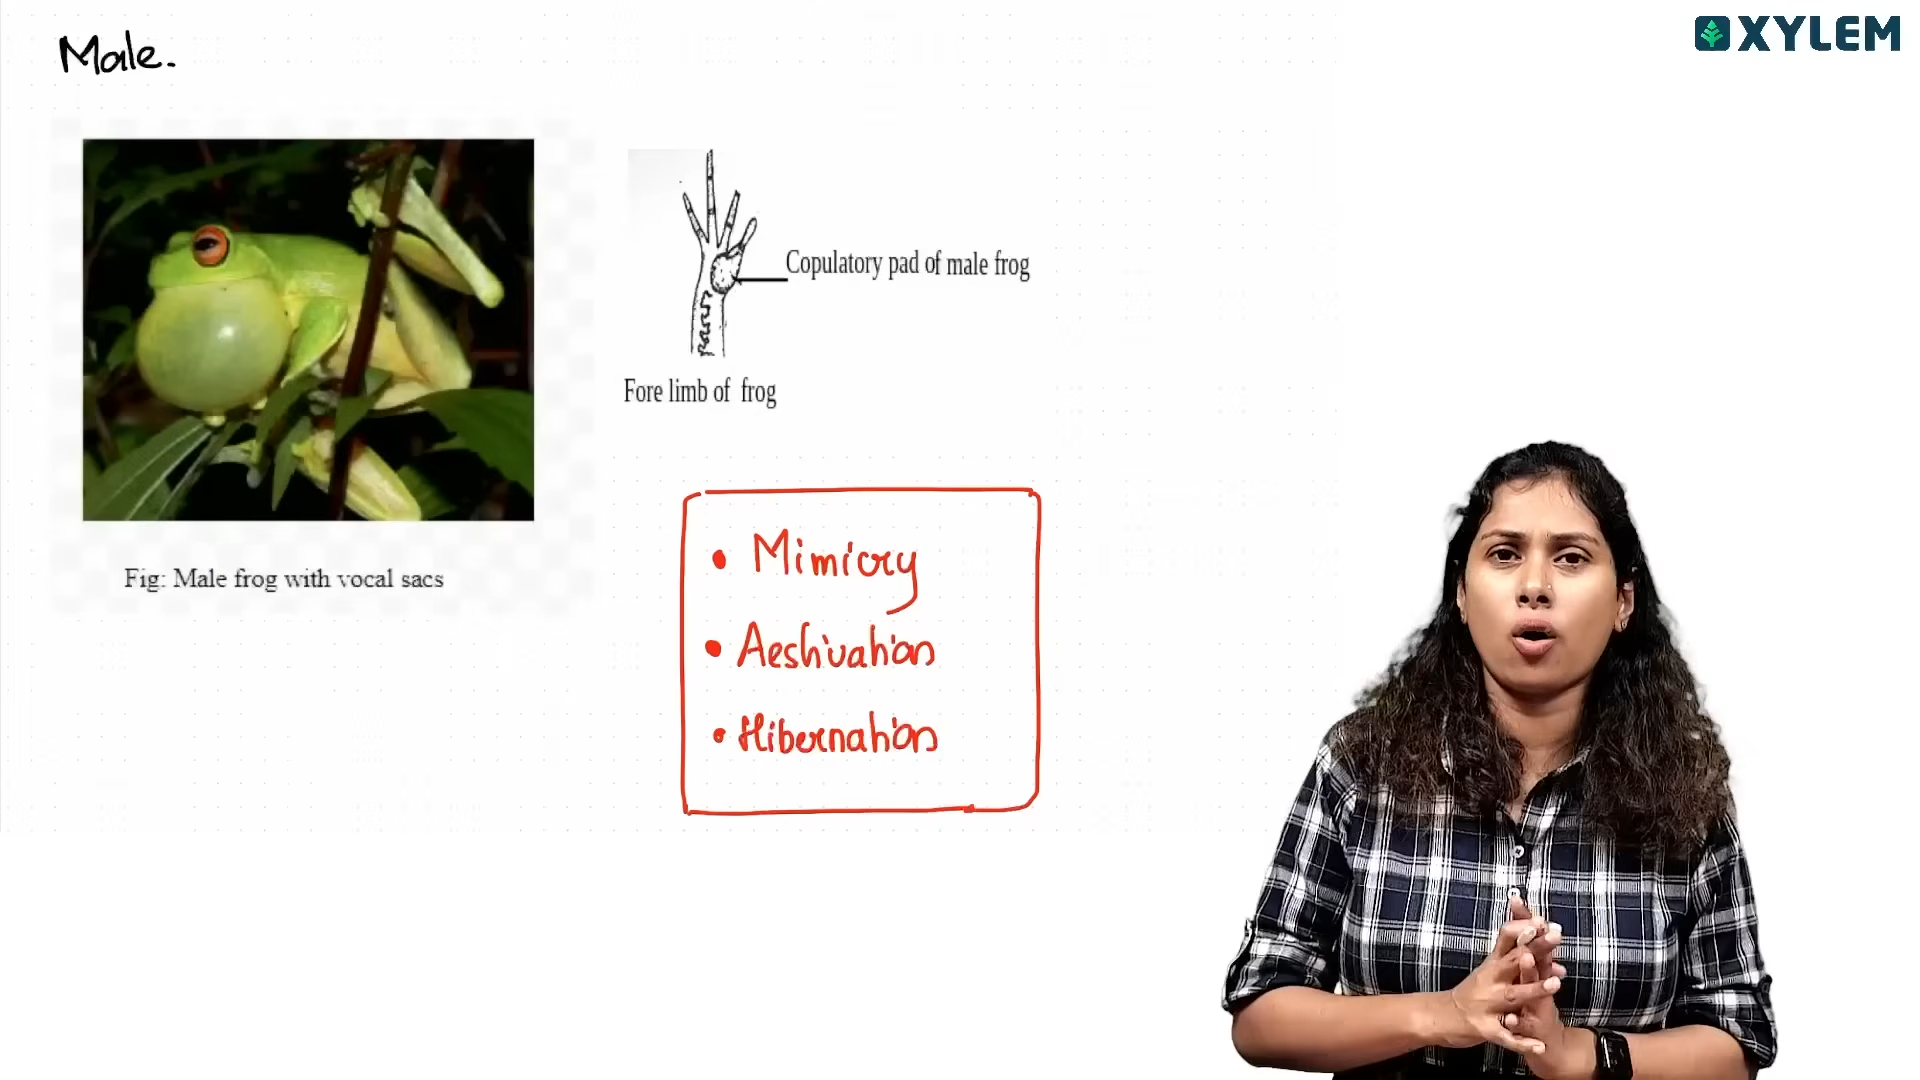 Male.
XYLEM
Copulatory pad of male frog
Fore limb of frog
Fig: Male frog with vocal sacs
• Mimicry
• Aestivation
• Hibernation